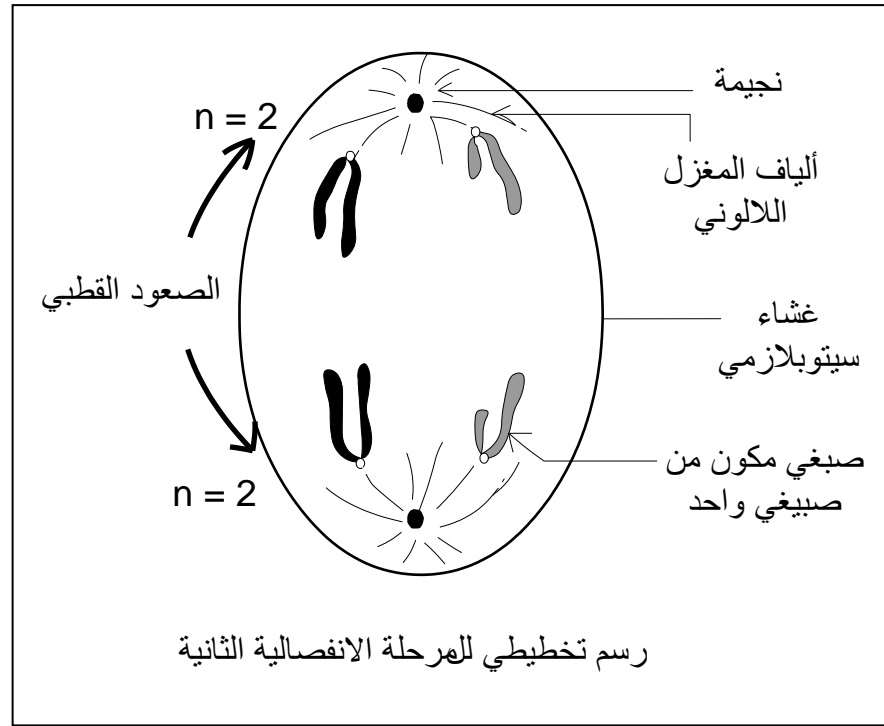 نجيمة
n = 2
ألياف المغزل
اللالوني
الصعود القطبي
غشاء
سيتوبلازمي
صبغي مكون من
صبيغي واحد
n = 2
رسم تخطيطي للمرحلة الانفصالية الثانية